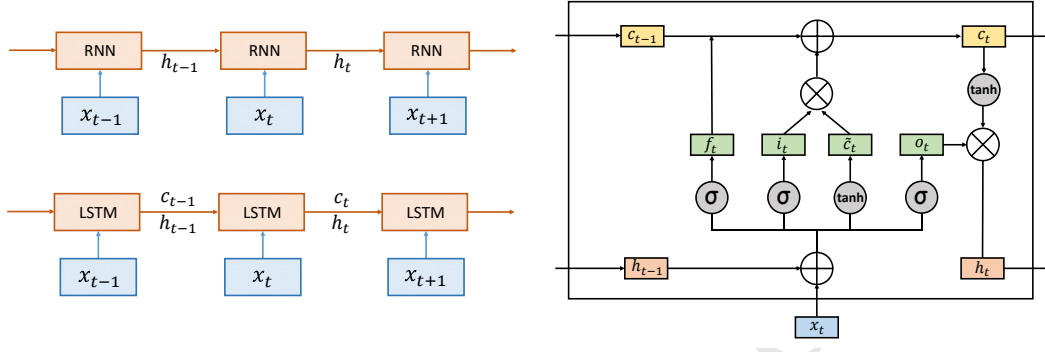 RNN RNN RNN
h_{t-1} h_t
x_{t-1} x_t x_{t+1}
c_{t-1} c_t
LSTM LSTM LSTM
h_{t-1} h_t
x_{t-1} x_t x_{t+1}
c_{t-1} c_t
tanh
f_t i_t c̃_t o_t
σ σ tanh σ
h_{t-1} h_t
x_t